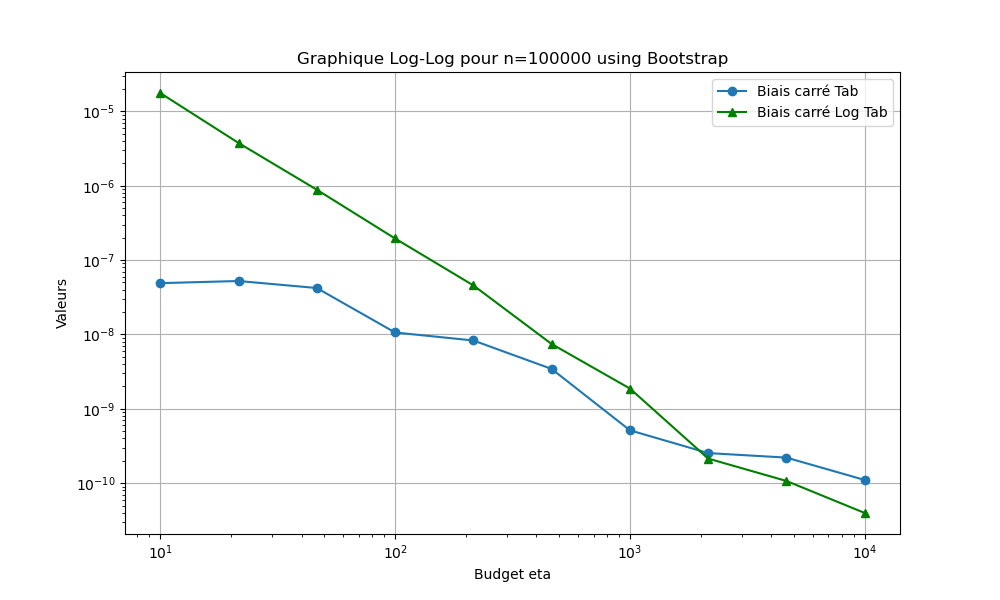 Graphique Log-Log pour n=100000 using Bootstrap
Biais carré Tab
Biais carré Log Tab
Valeurs
10⁻⁵
10⁻⁶
10⁻⁷
10⁻⁸
10⁻⁹
10⁻¹⁰
10¹
10²
10³
10⁴
Budget eta